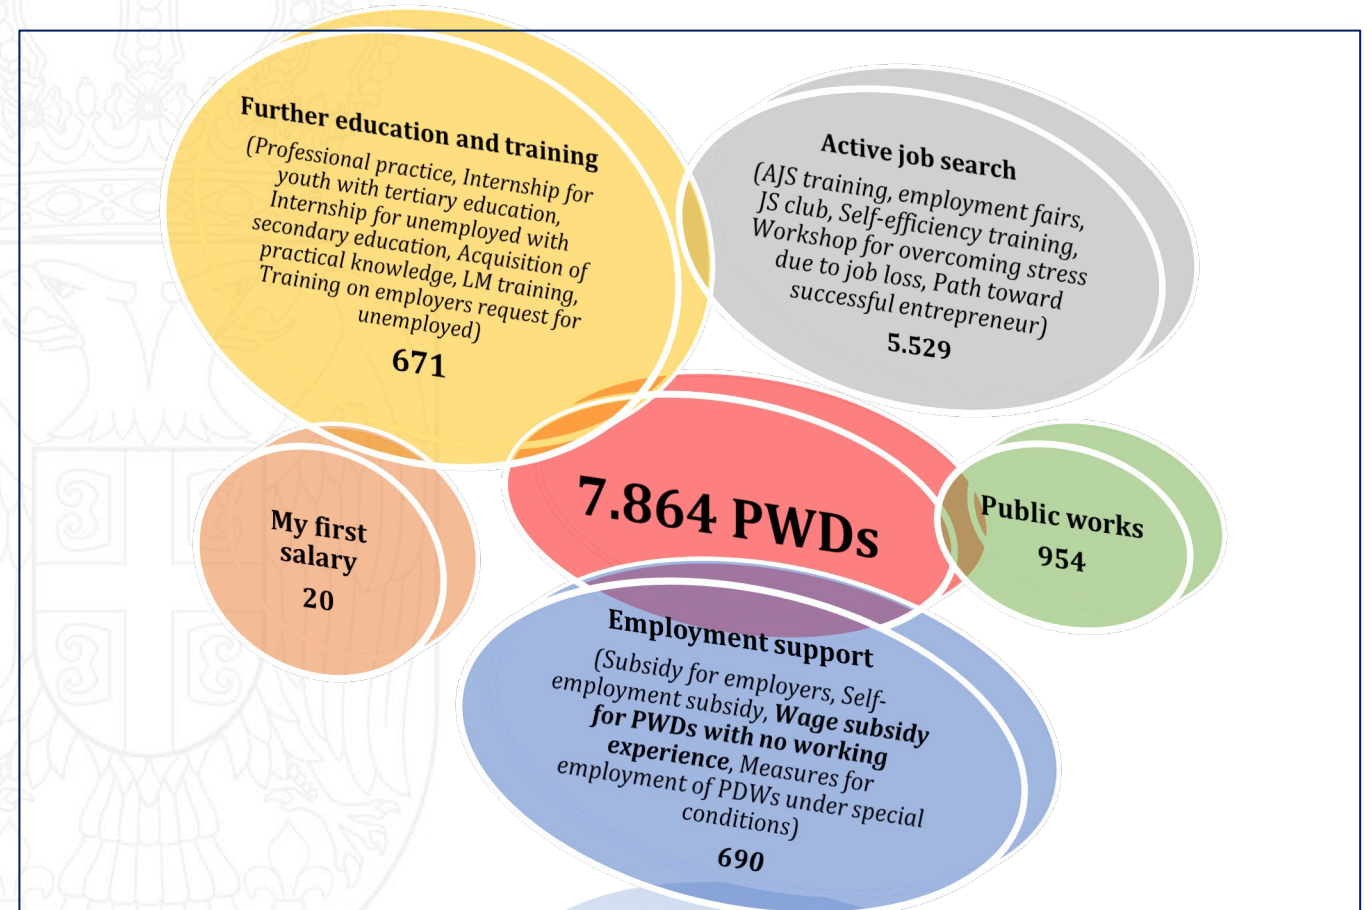 Further education and training
(Professional practice, Internship for
youth with tertiary education,
Internship for unemployed with
secondary education, Acquisition of
practical knowledge, LM training,
Training on employers request for
unemployed)
671
Active job search
(AJS training, employment fairs,
JS club, Self-efficiency training,
Workshop for overcoming stress
due to job loss, Path toward
successful entrepreneur)
5.529
7.864 PWDs
My first
salary
20
Public works
954
Employment support
(Subsidy for employers, Self-
employment subsidy, Wage subsidy
for PWDs with no working
experience, Measures for
employment of PDWs under special
conditions)
690